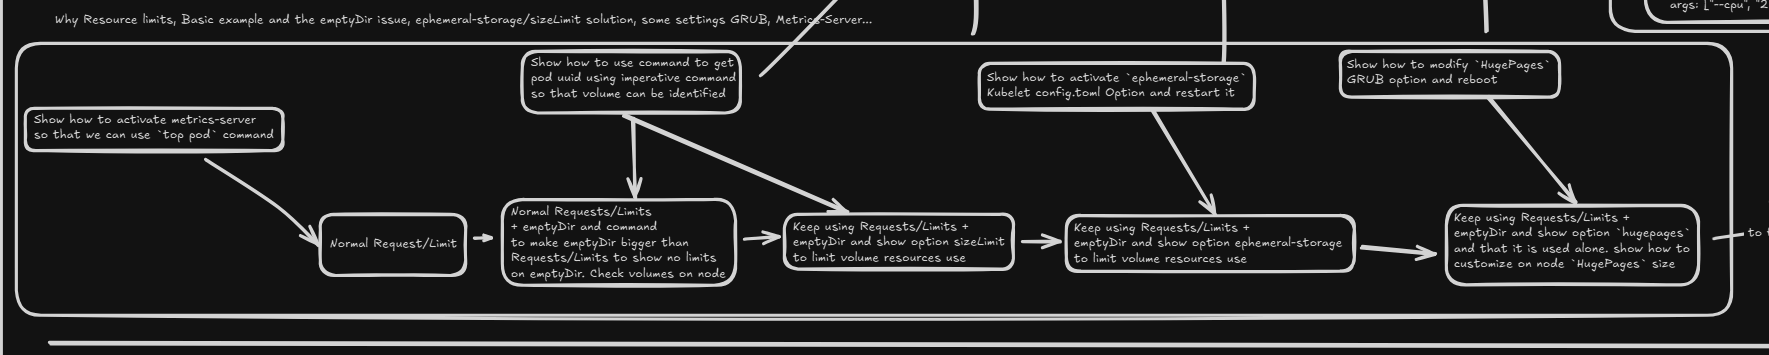 args: ["--cpu", "2
Why Resource limits, Basic example and the emptyDir issue, ephemeral-storage/sizeLimit solution, some settings GRUB, Metrics-Server...
Show how to activate metrics-server
so that we can use `top pod` command
Show how to use command to get
pod uuid using imperative command
so that volume can be identified
Show how to activate `ephemeral-storage`
Kubelet config.toml Option and restart it
Show how to modify `HugePages`
GRUB option and reboot
Normal Request/Limit
Normal Requests/Limits
+ emptyDir and command
to make emptyDir bigger than
Requests/Limits to show no limits
on emptyDir. Check volumes on node
Keep using Requests/Limits +
emptyDir and show option sizeLimit
to limit volume resources use
Keep using Requests/Limits +
emptyDir and show option ephemeral-storage
to limit volume resources use
Keep using Requests/Limits +
emptyDir and show option `hugepages`
and that it is used alone. show how to
customize on node `HugePages` size
to